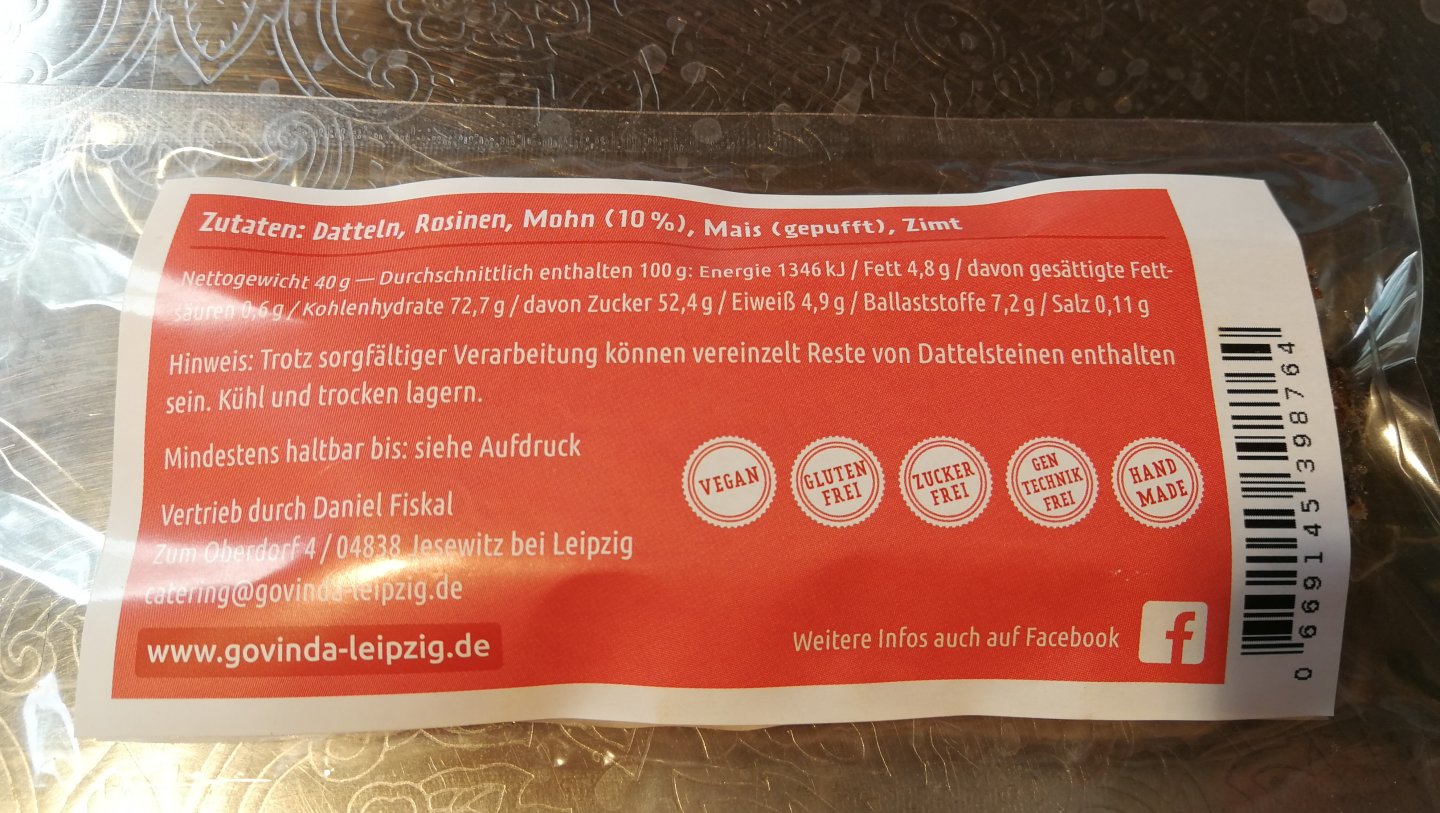 Zutaten: Datteln, Rosinen, Mohn (10 %), Mais (gepufft), Zimt
Nettogewicht 40 g — Durchschnittlich enthalten 100 g: Energie 1346 kJ / Fett 4,8 g / davon gesättigte Fett-
säuren 0,6 g / Kohlenhydrate 72,7 g / davon Zucker 52,4 g / Eiweiß 4,9 g / Ballaststoffe 7,2 g / Salz 0,11 g
Hinweis: Trotz sorgfältiger Verarbeitung können vereinzelt Reste von Dattelsteinen enthalten
sein. Kühl und trocken lagern.
Mindestens haltbar bis: siehe Aufdruck
VEGAN
GLUTEN
FREI
ZUCKER
FREI
GEN
TECHNIK
FREI
HAND
MADE
Vertrieb durch Daniel Fiskal
Zum Oberdorf 4 / 04838 Jesewitz bei Leipzig
catering@govinda-leipzig.de
www.govinda-leipzig.de
Weitere Infos auch auf Facebook
f
0 669145 398764